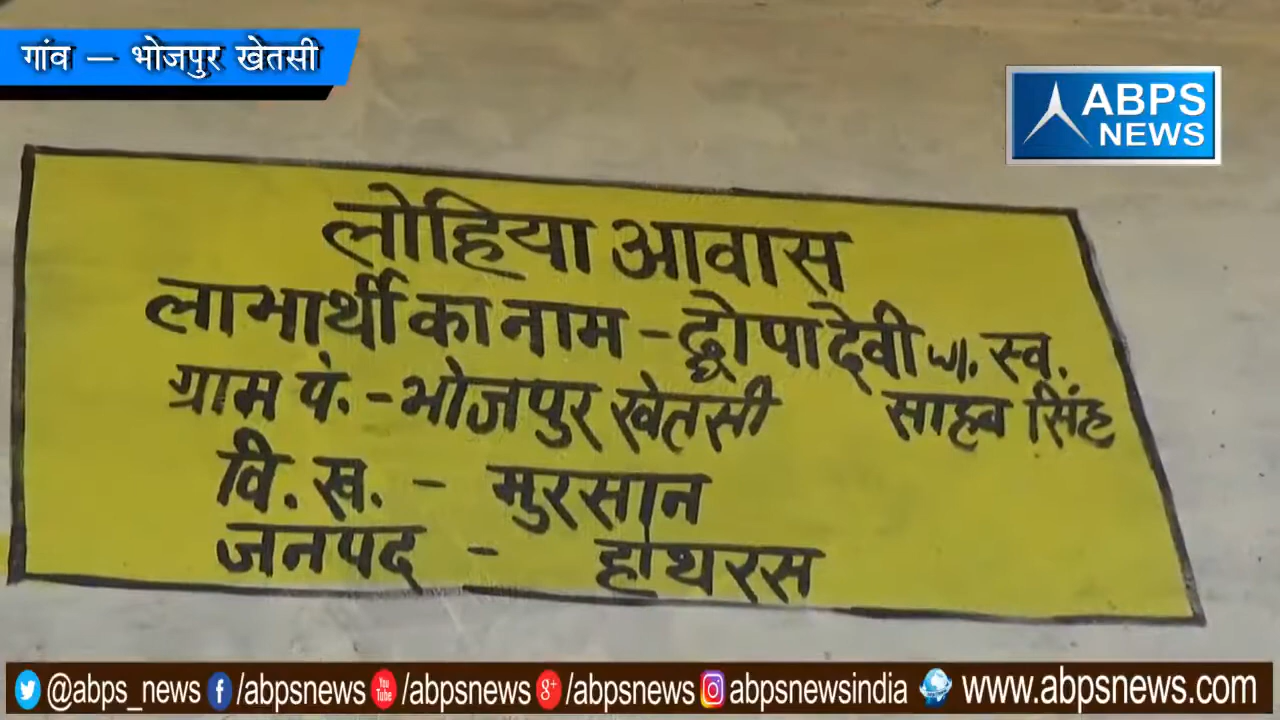 गांव – भोजपुर खेतसी
ABPS
NEWS
लोहिया आवास
लाभार्थी का नाम - द्रोपा देवी w/. स्व.
साहब सिंह
ग्राम पं. - भोजपुर खेतसी
वि. ख. - मुरसान
जनपद - हाथरस
@abps_news /abpsnews /abpsnews /abpsnews abpsnewsindia www.abpsnews.com